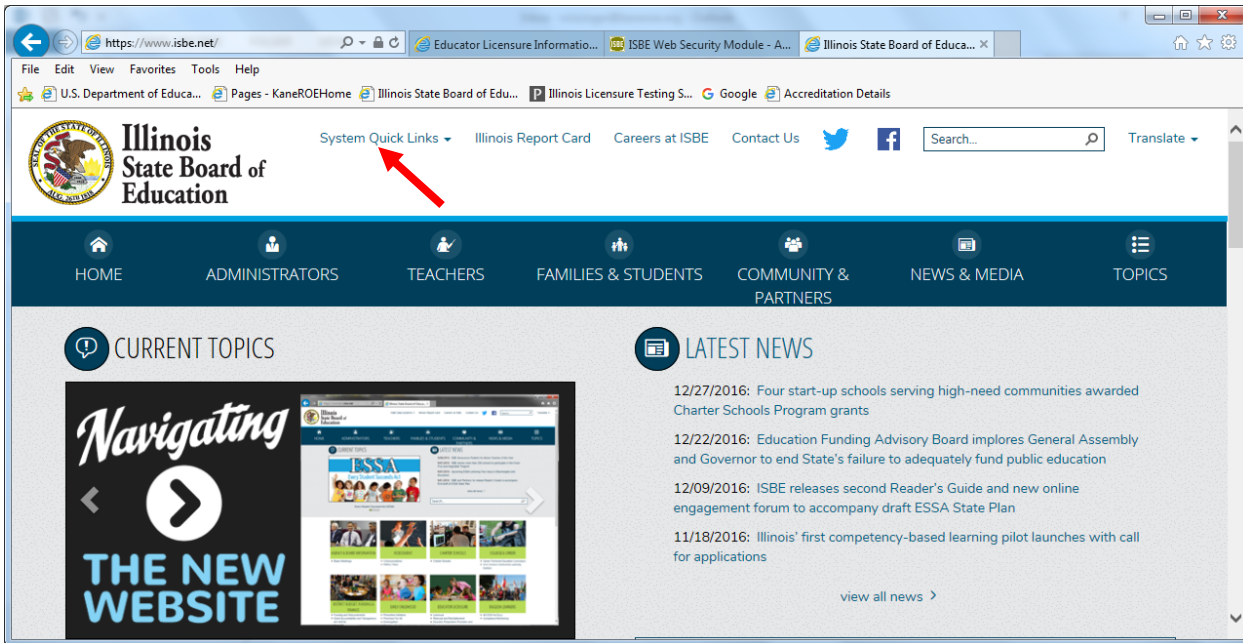 https://www.isbe.net/
Educator Licensure Informatio...
ISBE Web Security Module - A...
Illinois State Board of Educa...
File Edit View Favorites Tools Help
U.S. Department of Educa...
Pages - KaneROEHome
Illinois State Board of Edu...
Illinois Licensure Testing S...
Google
Accreditation Details
Illinois
State Board of
Education
System Quick Links
Illinois Report Card
Careers at ISBE
Contact Us
Search...
Translate
HOME
ADMINISTRATORS
TEACHERS
FAMILIES & STUDENTS
COMMUNITY &
PARTNERS
NEWS & MEDIA
TOPICS
CURRENT TOPICS
Navigating
THE NEW
WEBSITE
ESSA
LATEST NEWS
12/27/2016: Four start-up schools serving high-need communities awarded
Charter Schools Program grants
12/22/2016: Education Funding Advisory Board implores General Assembly
and Governor to end State's failure to adequately fund public education
12/09/2016: ISBE releases second Reader's Guide and new online
engagement forum to accompany draft ESSA State Plan
11/18/2016: Illinois' first competency-based learning pilot launches with call
for applications
view all news